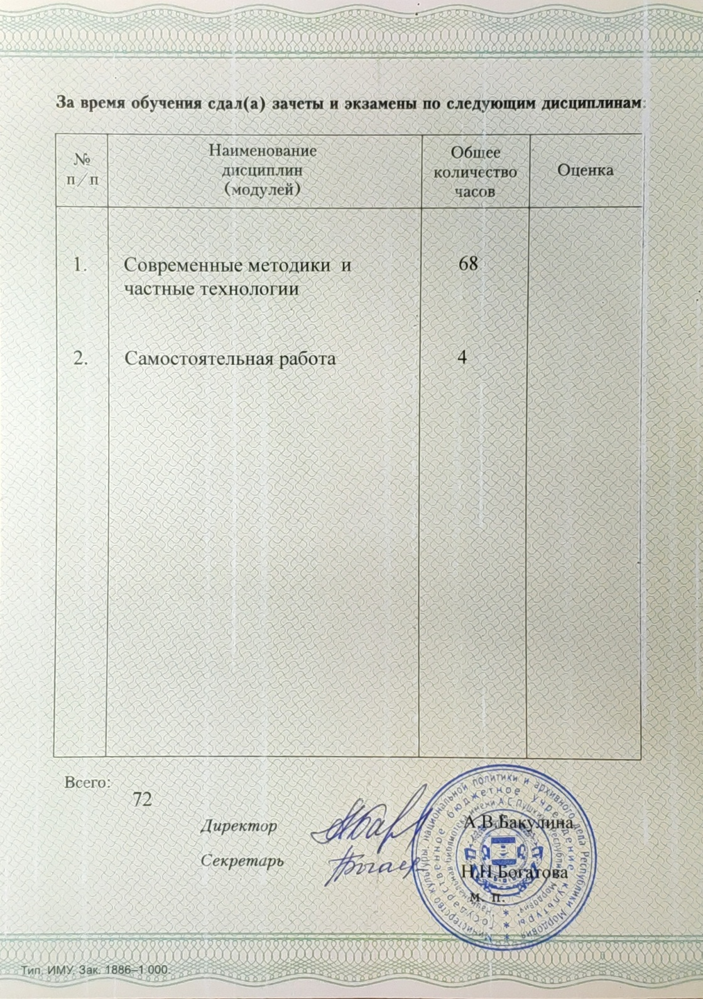 За время обучения сдал(а) зачеты и экзамены по следующим дисциплинам:
№ п/п
Наименование дисциплин (модулей)
Общее количество часов
Оценка
1.
Современные методики и
частные технологии
68
2.
Самостоятельная работа
4
Всего:
72
Директор
А.В.Бакулина
Секретарь
Н.Н.Богатова
м. п.
Министерство культуры, национальной политики и архивного дела Республики Мордовия
Государственное бюджетное учреждение культуры
Национальная библиотека имени А.С.Пушкина Республики Мордовия
Тип. ИМУ. Зак. 1886–1 000.